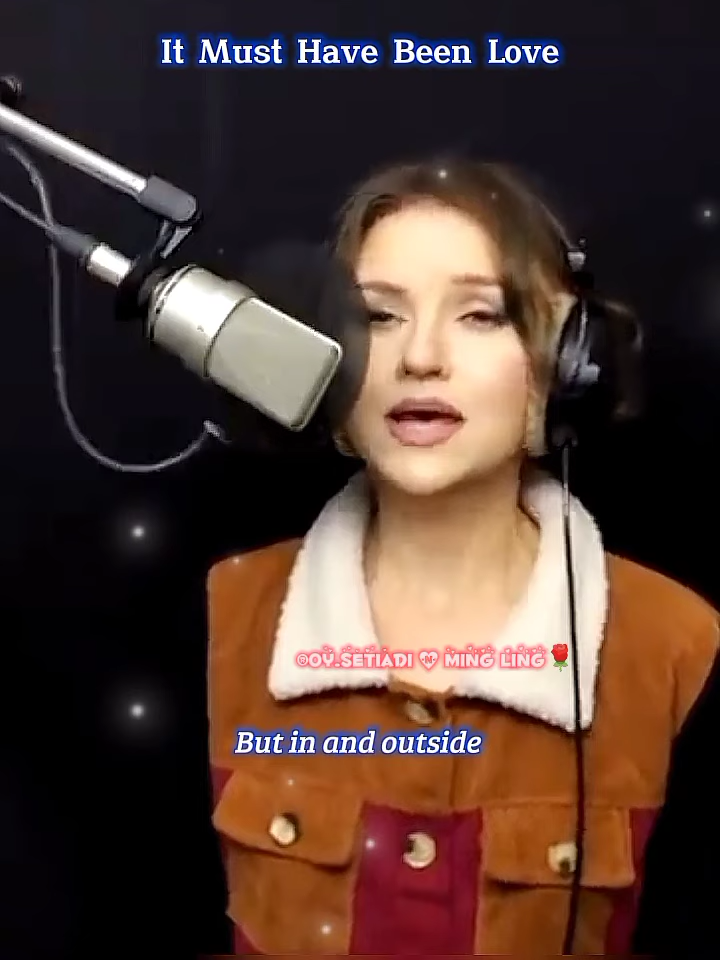 It Must Have Been Love
@OY.SETIADI MING LING
But in and outside